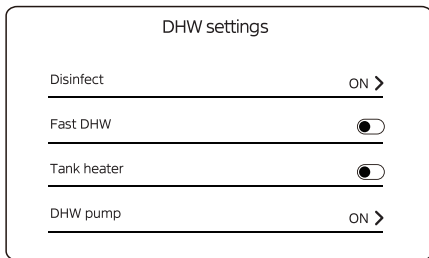 DHW settings
Disinfect ON
Fast DHW
Tank heater
DHW pump ON